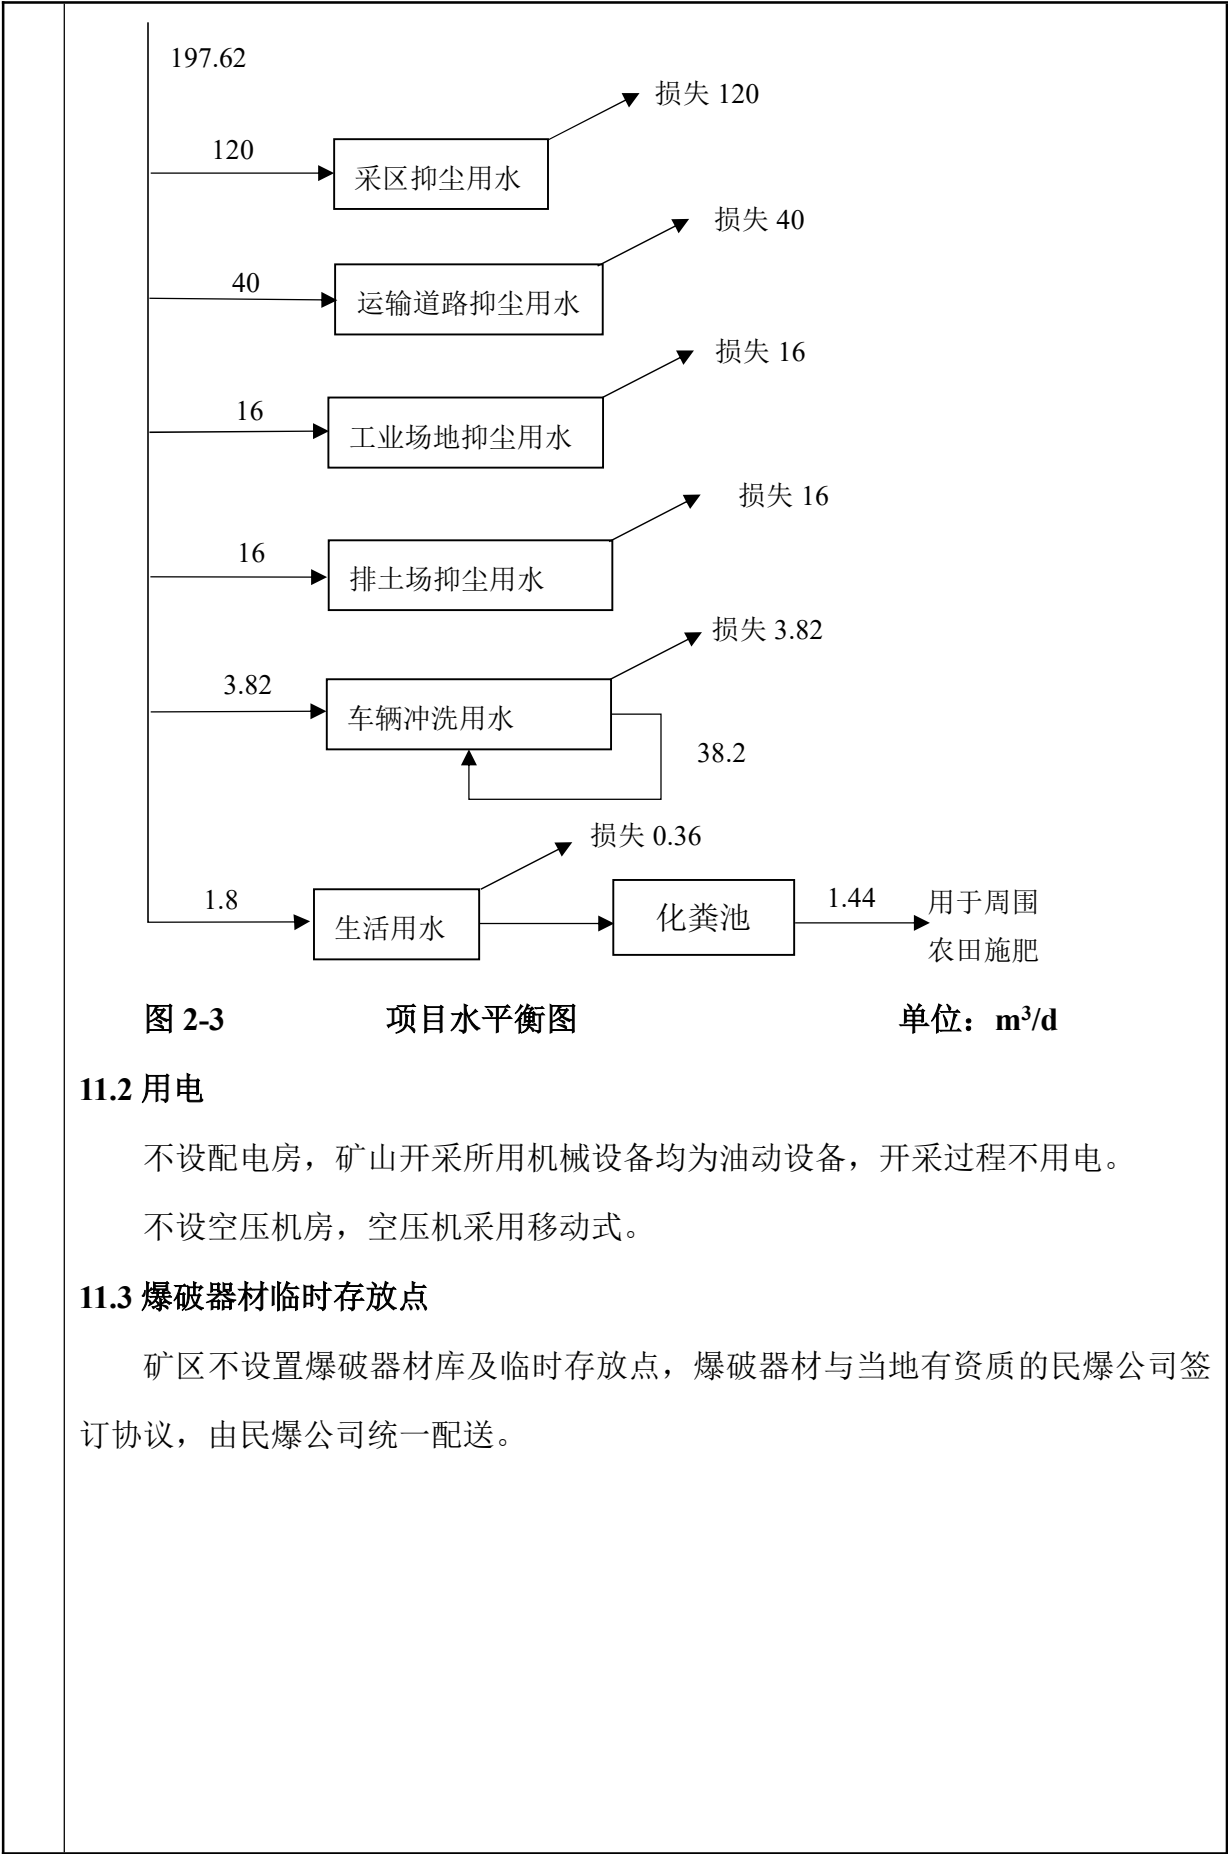 197.62
损失 120
120
采区抑尘用水
损失 40
40
运输道路抑尘用水
损失 16
16
工业场地抑尘用水
损失 16
16
排土场抑尘用水
损失 3.82
3.82
车辆冲洗用水
38.2
损失 0.36
1.8
生活用水
化粪池
1.44
用于周围
农田施肥
图 2-3 项目水平衡图 单位：m³/d
11.2 用电
不设配电房，矿山开采所用机械设备均为油动设备，开采过程不用电。
不设空压机房，空压机采用移动式。
11.3 爆破器材临时存放点
矿区不设置爆破器材库及临时存放点，爆破器材与当地有资质的民爆公司签
订协议，由民爆公司统一配送。